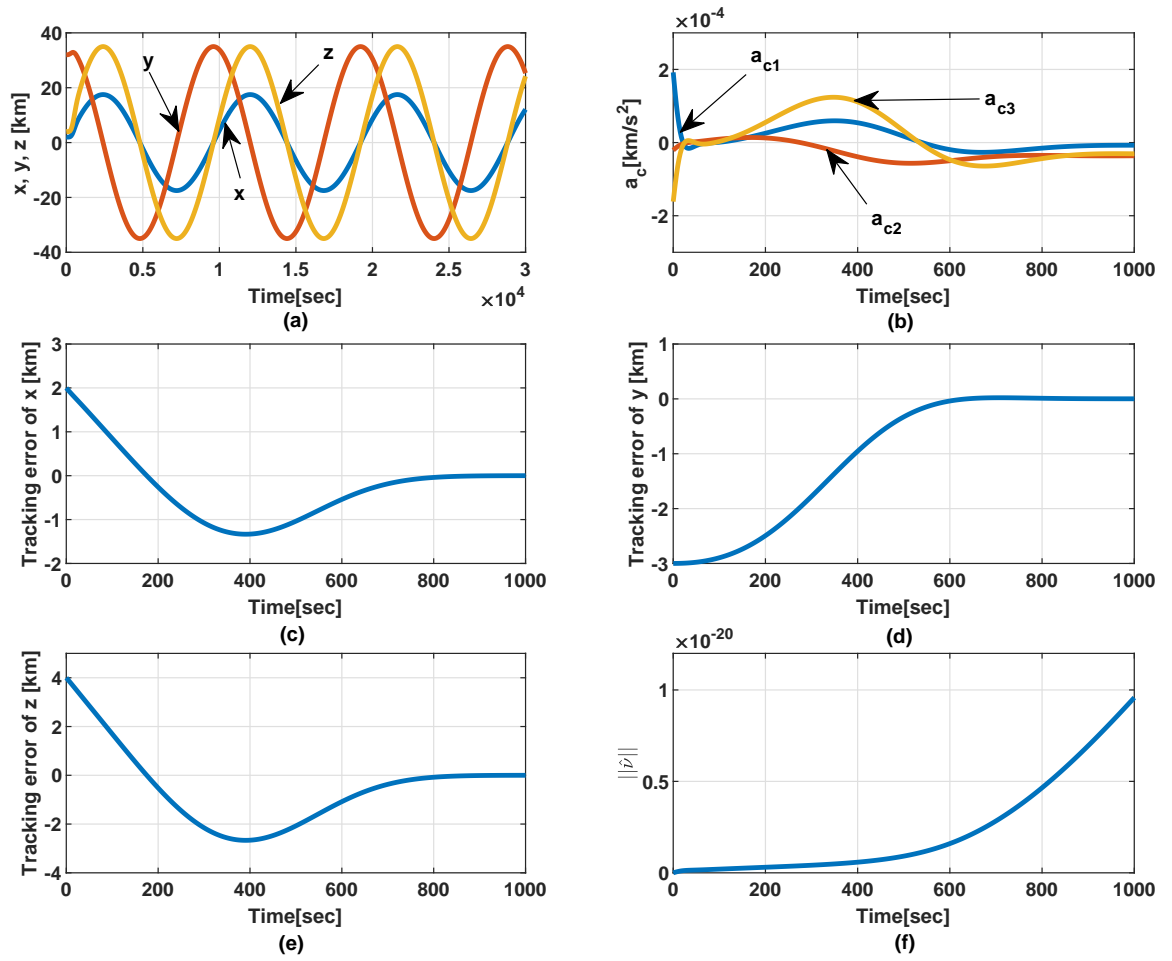 40
20
0
-20
-40
x, y, z [km]
y
z
x
0
0.5
1
1.5
2
2.5
3
×10^4
Time[sec]
(a)
×10^-4
4
2
0
-2
a_c[km/s^2]
a_c1
a_c3
a_c2
0
200
400
600
800
1000
Time[sec]
(b)
3
2
1
0
-1
-2
Tracking error of x [km]
0
200
400
600
800
1000
Time[sec]
(c)
1
0
-1
-2
-3
Tracking error of y [km]
0
200
400
600
800
1000
Time[sec]
(d)
4
2
0
-2
-4
Tracking error of z [km]
0
200
400
600
800
1000
Time[sec]
(e)
×10^-20
1
0.5
0
||ν̂||
0
200
400
600
800
1000
Time[sec]
(f)